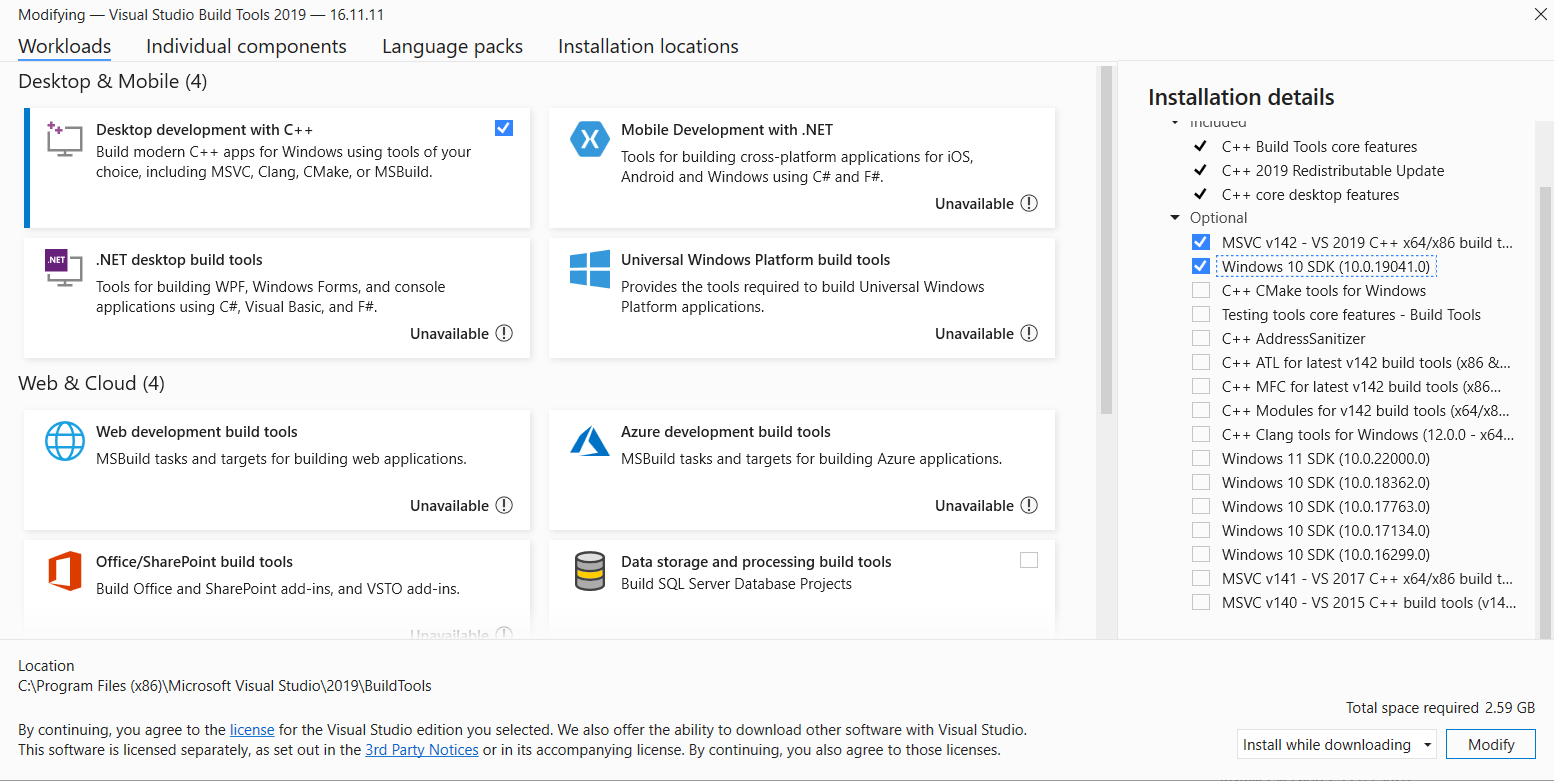 Modifying — Visual Studio Build Tools 2019 — 16.11.11
Workloads
Individual components
Language packs
Installation locations
Desktop & Mobile (4)
Desktop development with C++
Build modern C++ apps for Windows using tools of your
choice, including MSVC, Clang, CMake, or MSBuild.
Mobile Development with .NET
Tools for building cross-platform applications for iOS,
Android and Windows using C# and F#.
Unavailable
.NET
.NET desktop build tools
Tools for building WPF, Windows Forms, and console
applications using C#, Visual Basic, and F#.
Unavailable
Universal Windows Platform build tools
Provides the tools required to build Universal Windows
Platform applications.
Unavailable
Web & Cloud (4)
Web development build tools
MSBuild tasks and targets for building web applications.
Unavailable
Azure development build tools
MSBuild tasks and targets for building Azure applications.
Unavailable
Office/SharePoint build tools
Build Office and SharePoint add-ins, and VSTO add-ins.
Unavailable
Data storage and processing build tools
Build SQL Server Database Projects
Installation details
Included
C++ Build Tools core features
C++ 2019 Redistributable Update
C++ core desktop features
Optional
MSVC v142 - VS 2019 C++ x64/x86 build t...
Windows 10 SDK (10.0.19041.0)
C++ CMake tools for Windows
Testing tools core features - Build Tools
C++ AddressSanitizer
C++ ATL for latest v142 build tools (x86 &...
C++ MFC for latest v142 build tools (x86...
C++ Modules for v142 build tools (x64/x8...
C++ Clang tools for Windows (12.0.0 - x64...
Windows 11 SDK (10.0.22000.0)
Windows 10 SDK (10.0.18362.0)
Windows 10 SDK (10.0.17763.0)
Windows 10 SDK (10.0.17134.0)
Windows 10 SDK (10.0.16299.0)
MSVC v141 - VS 2017 C++ x64/x86 build t...
MSVC v140 - VS 2015 C++ build tools (v14...
Location
C:\Program Files (x86)\Microsoft Visual Studio\2019\BuildTools
By continuing, you agree to the license for the Visual Studio edition you selected. We also offer the ability to download other software with Visual Studio.
This software is licensed separately, as set out in the 3rd Party Notices or in its accompanying license. By continuing, you also agree to those licenses.
Total space required 2.59 GB
Install while downloading
Modify